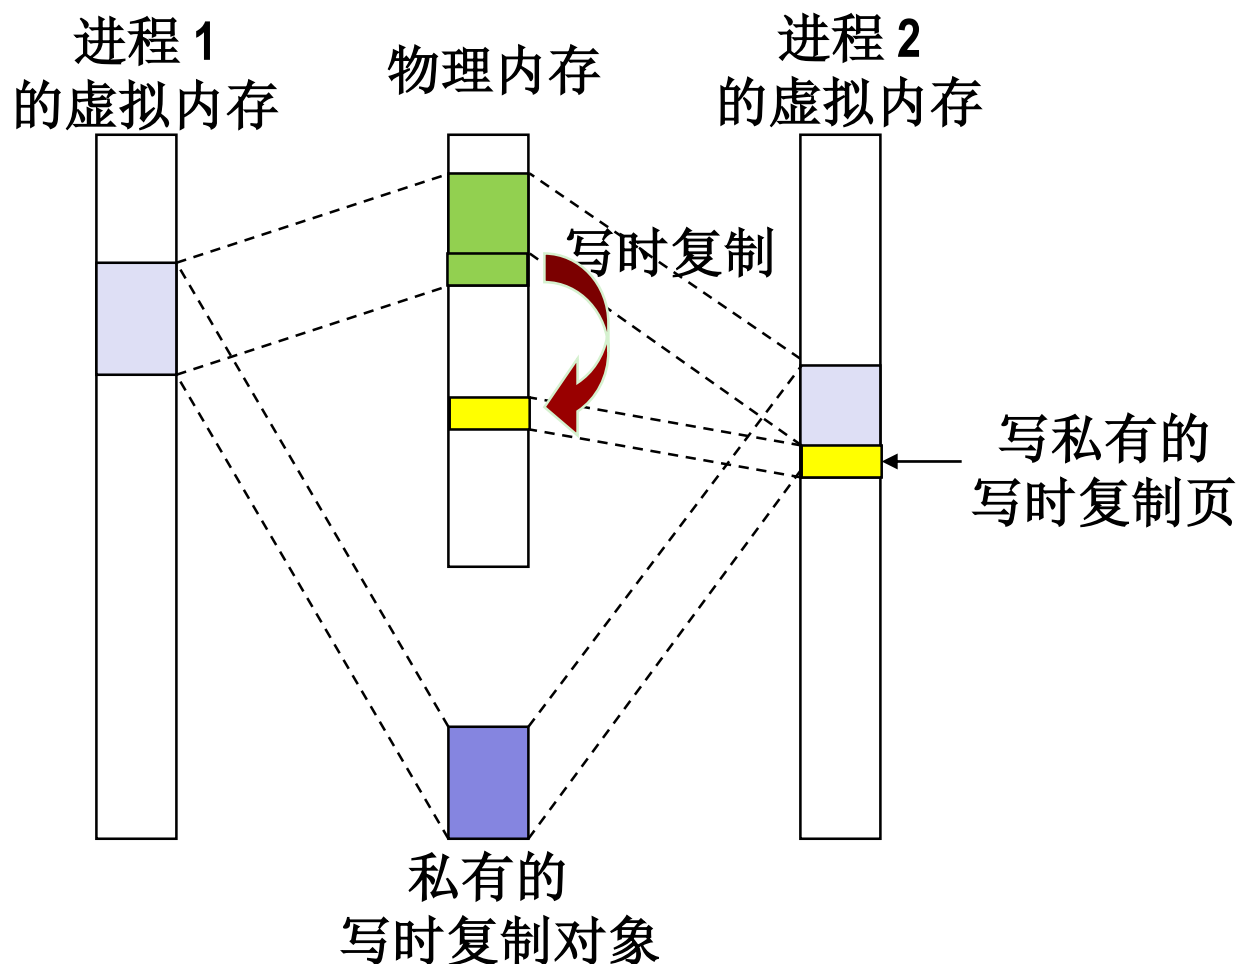 进程 1
的虚拟内存
物理内存
进程 2
的虚拟内存
写时复制
写私有的
写时复制页
私有的
写时复制对象